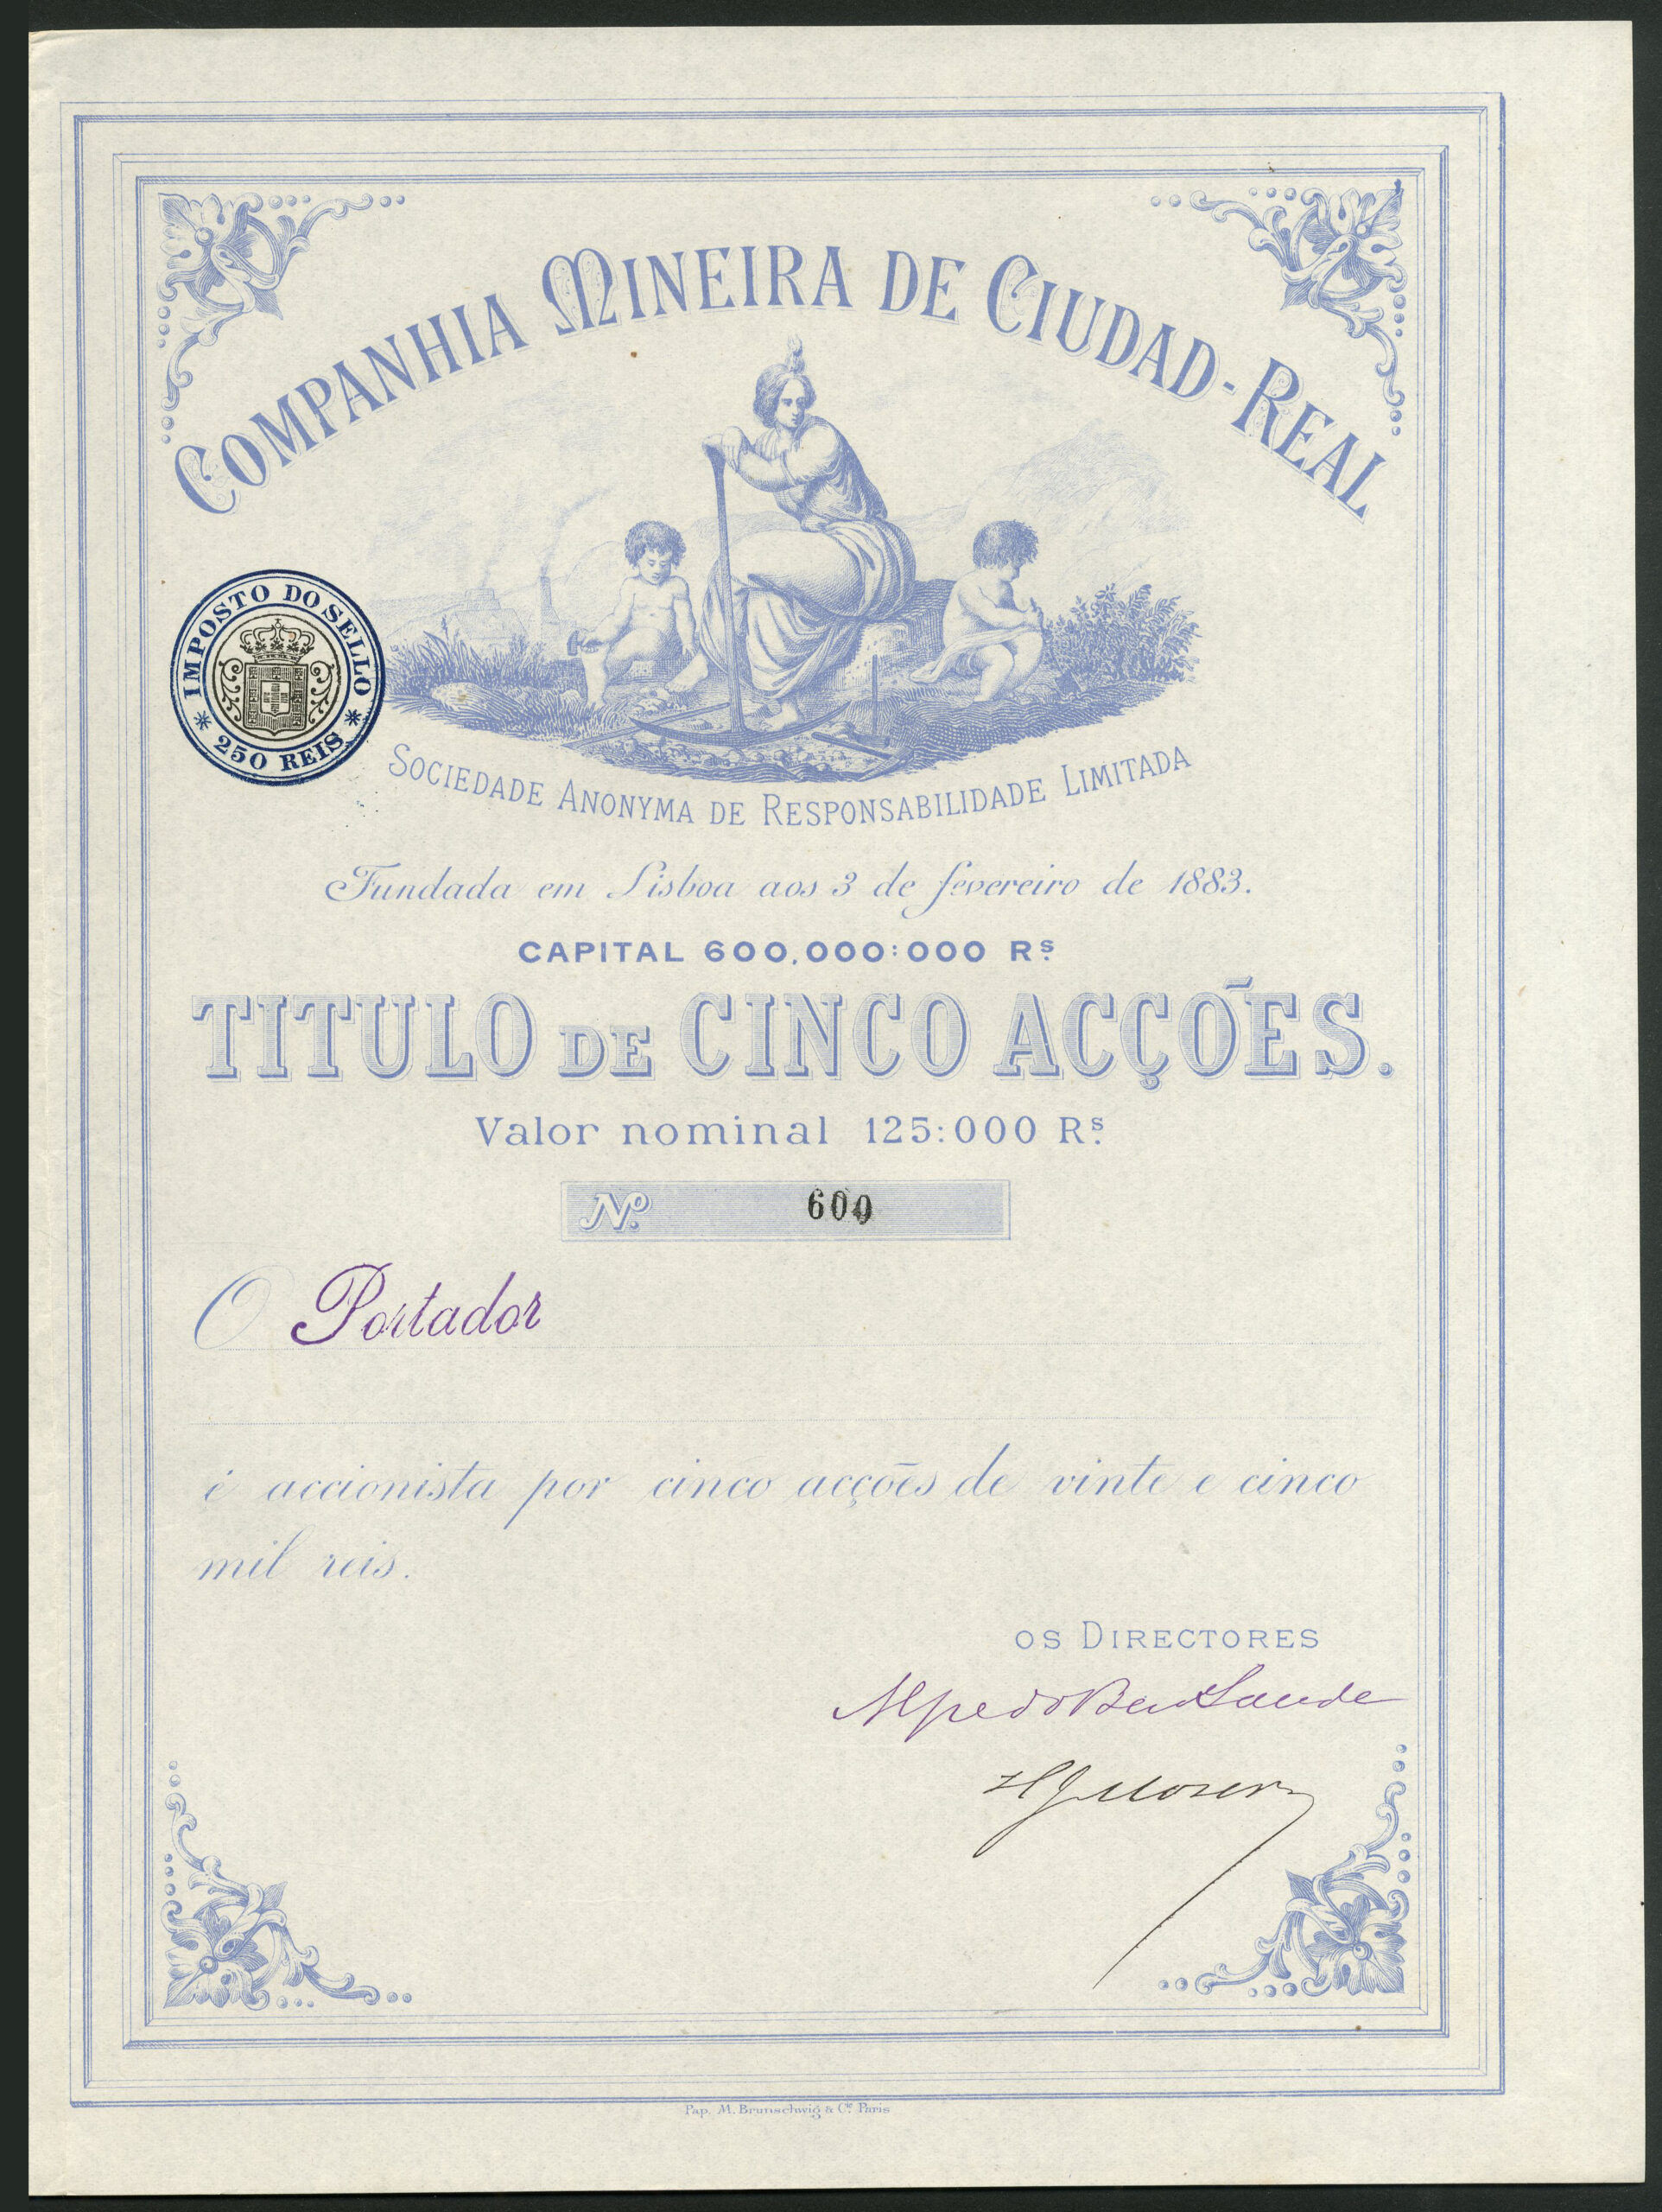 COMPANHIA MINEIRA DE CIUDAD-REAL
IMPOSTO DO SELLO
* 250 REIS *
SOCIEDADE ANONYMA DE RESPONSABILIDADE LIMITADA
Fundada em Lisboa aos 3 de fevereiro de 1883.
CAPITAL 600,000:000 Rs.
TITULO DE CINCO ACÇÕES.
Valor nominal 125:000 Rs.
No. 600
O Portador
é accionista por cinco acções de vinte e cinco
mil reis.
OS DIRECTORES
Alfredo BenSaude
Pap. M. Brunschwig & Cie. Paris